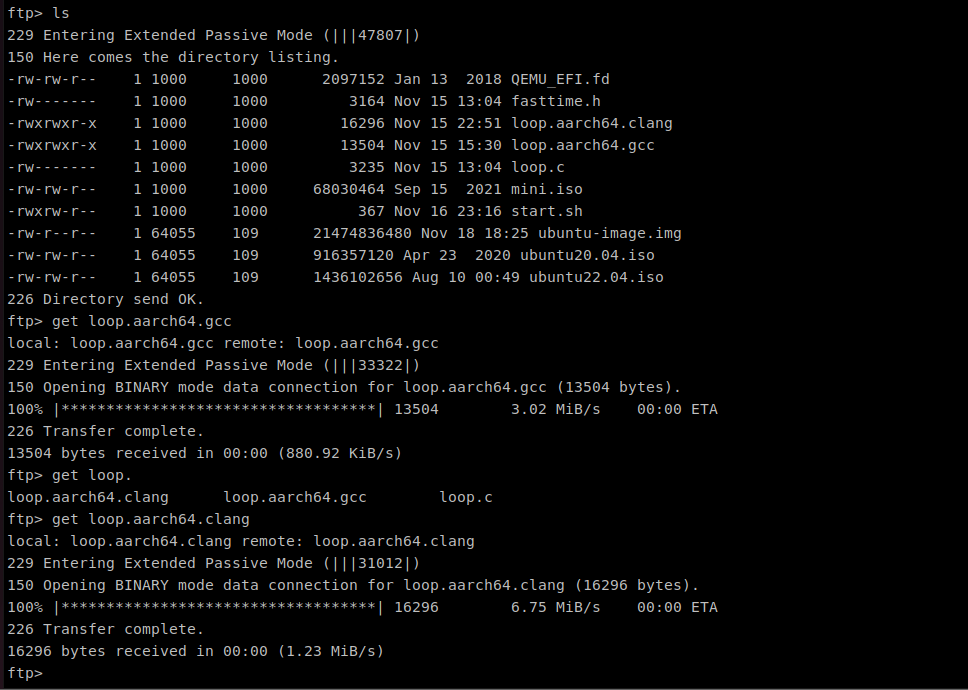 ftp> ls
229 Entering Extended Passive Mode (|||47807|)
150 Here comes the directory listing.
-rw-rw-r--    1 1000     1000      2097152 Jan 13  2018 QEMU_EFI.fd
-rw-------    1 1000     1000         3164 Nov 15 13:04 fasttime.h
-rwxrwxr-x    1 1000     1000        16296 Nov 15 22:51 loop.aarch64.clang
-rwxrwxr-x    1 1000     1000        13504 Nov 15 15:30 loop.aarch64.gcc
-rw-------    1 1000     1000         3235 Nov 15 13:04 loop.c
-rw-rw-r--    1 1000     1000     68030464 Sep 15  2021 mini.iso
-rwxrw-r--    1 1000     1000          367 Nov 16 23:16 start.sh
-rw-r--r--    1 64055    109      21474836480 Nov 18 18:25 ubuntu-image.img
-rw-rw-r--    1 64055    109      916357120 Apr 23  2020 ubuntu20.04.iso
-rw-rw-r--    1 64055    109      1436102656 Aug 10 00:49 ubuntu22.04.iso
226 Directory send OK.
ftp> get loop.aarch64.gcc
local: loop.aarch64.gcc remote: loop.aarch64.gcc
229 Entering Extended Passive Mode (|||33322|)
150 Opening BINARY mode data connection for loop.aarch64.gcc (13504 bytes).
100% |***********************************| 13504        3.02 MiB/s    00:00 ETA
226 Transfer complete.
13504 bytes received in 00:00 (880.92 KiB/s)
ftp> get loop.
loop.aarch64.clang      loop.aarch64.gcc        loop.c
ftp> get loop.aarch64.clang
local: loop.aarch64.clang remote: loop.aarch64.clang
229 Entering Extended Passive Mode (|||31012|)
150 Opening BINARY mode data connection for loop.aarch64.clang (16296 bytes).
100% |***********************************| 16296        6.75 MiB/s    00:00 ETA
226 Transfer complete.
16296 bytes received in 00:00 (1.23 MiB/s)
ftp>